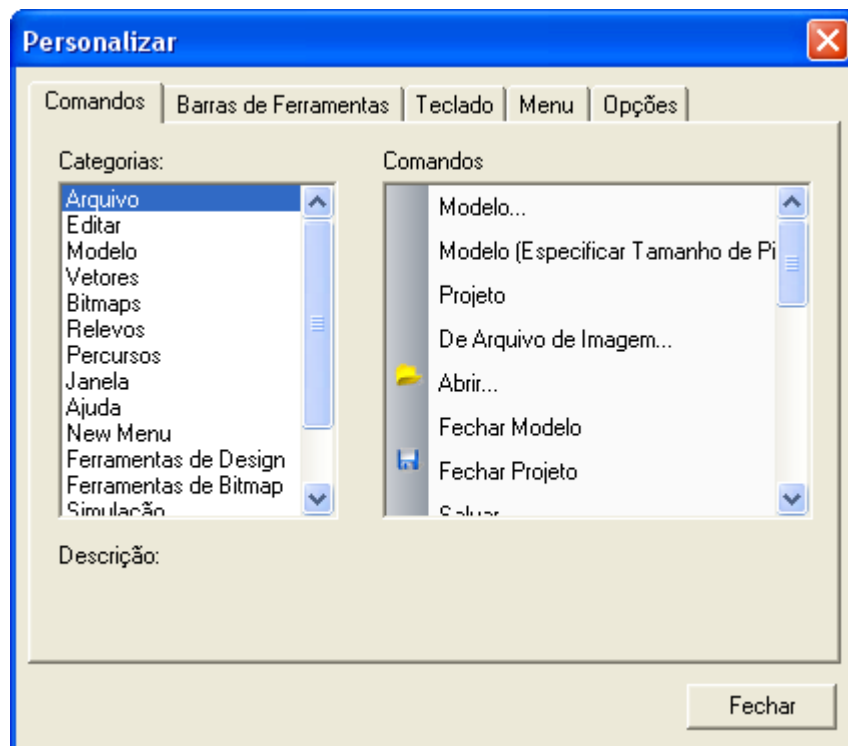 Personalizar
Comandos
Barras de Ferramentas
Teclado
Menu
Opções
Categorias:
Arquivo
Editar
Modelo
Vetores
Bitmaps
Relevos
Percursos
Janela
Ajuda
New Menu
Ferramentas de Design
Ferramentas de Bitmap
Simulação
Comandos
Modelo...
Modelo (Especificar Tamanho de Pi
Projeto
De Arquivo de Imagem...
Abrir...
Fechar Modelo
Fechar Projeto
Descrição:
Fechar